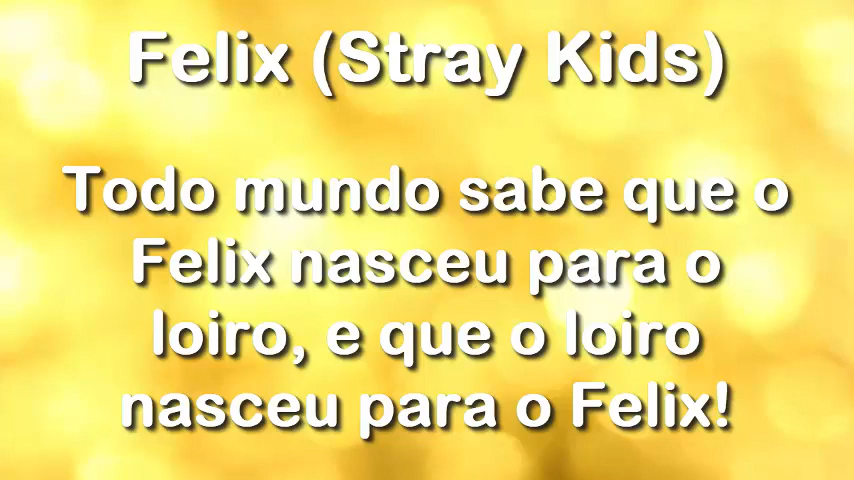 Felix (Stray Kids)
Todo mundo sabe que o
Felix nasceu para o
loiro, e que o loiro
nasceu para o Felix!